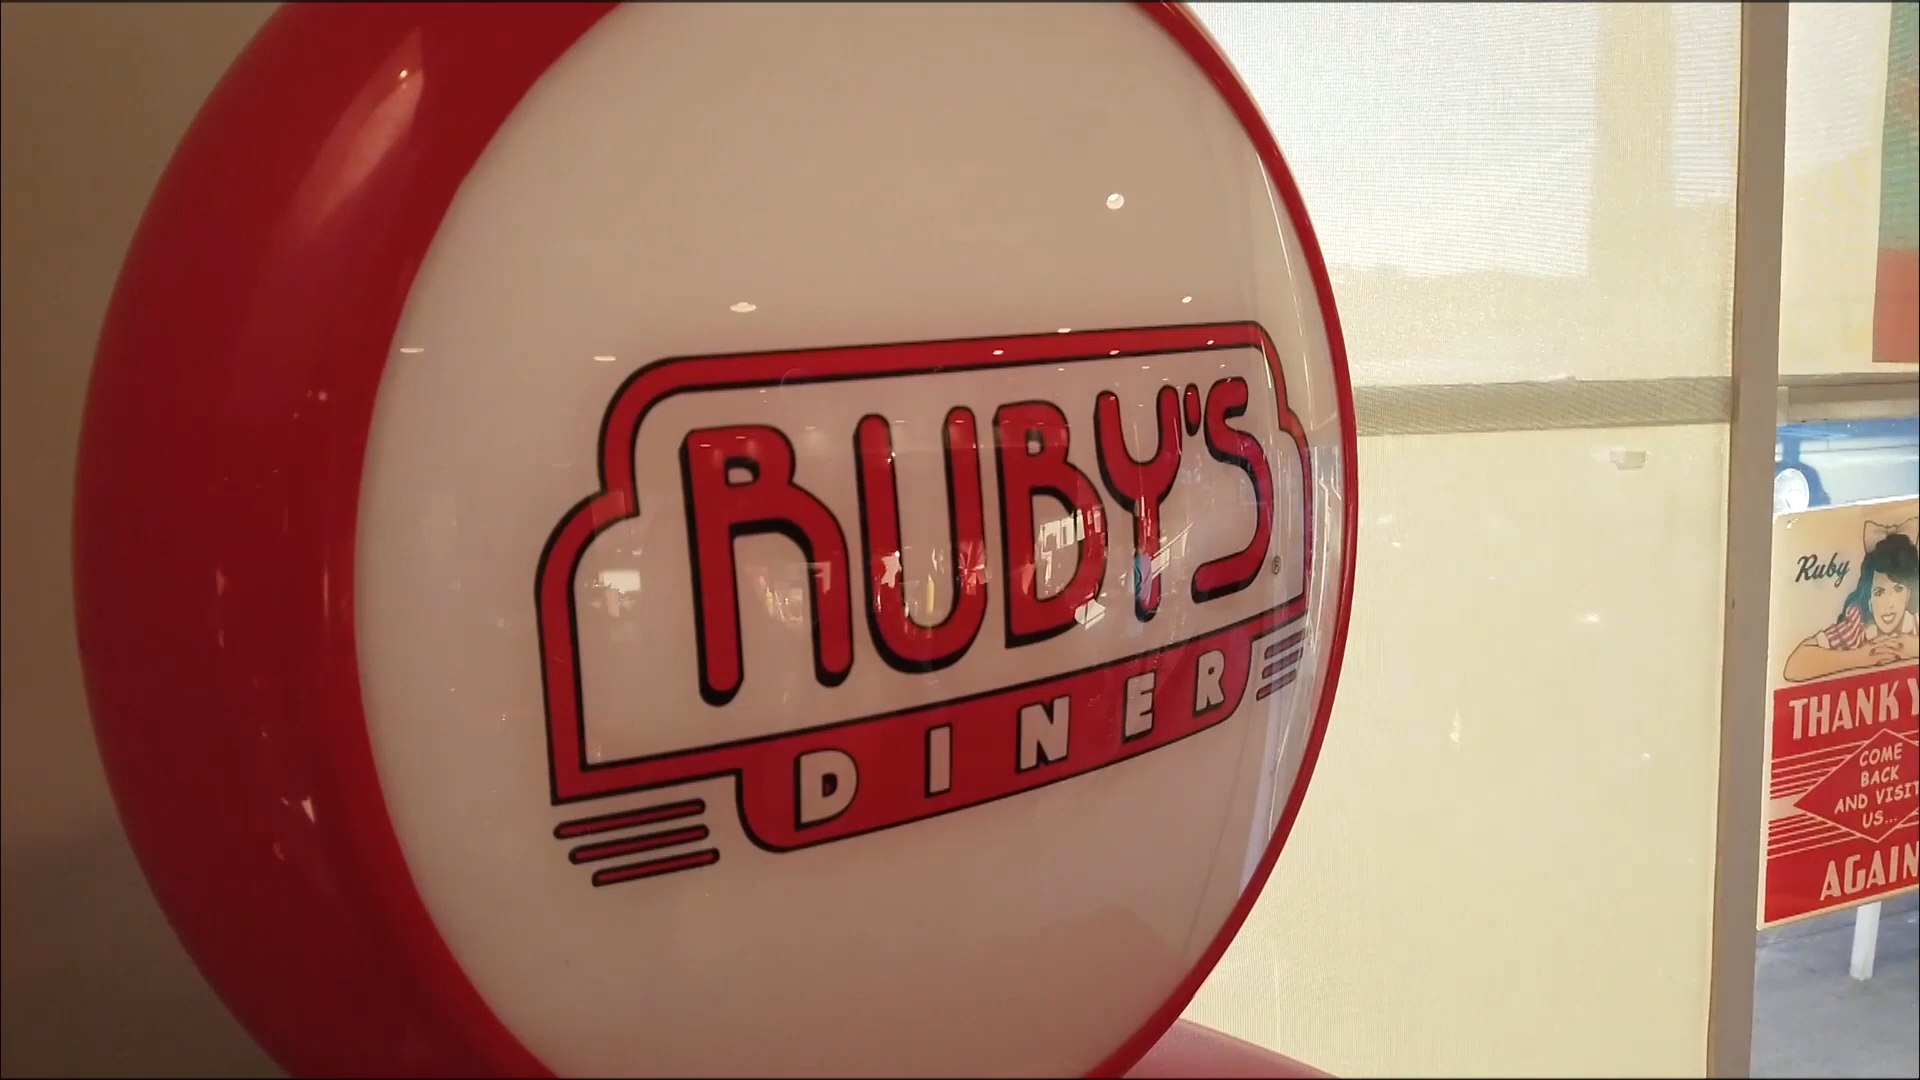 RUBY'S
DINER
Ruby
THANK Y
COME
BACK
AND VISIT
US...
AGAIN